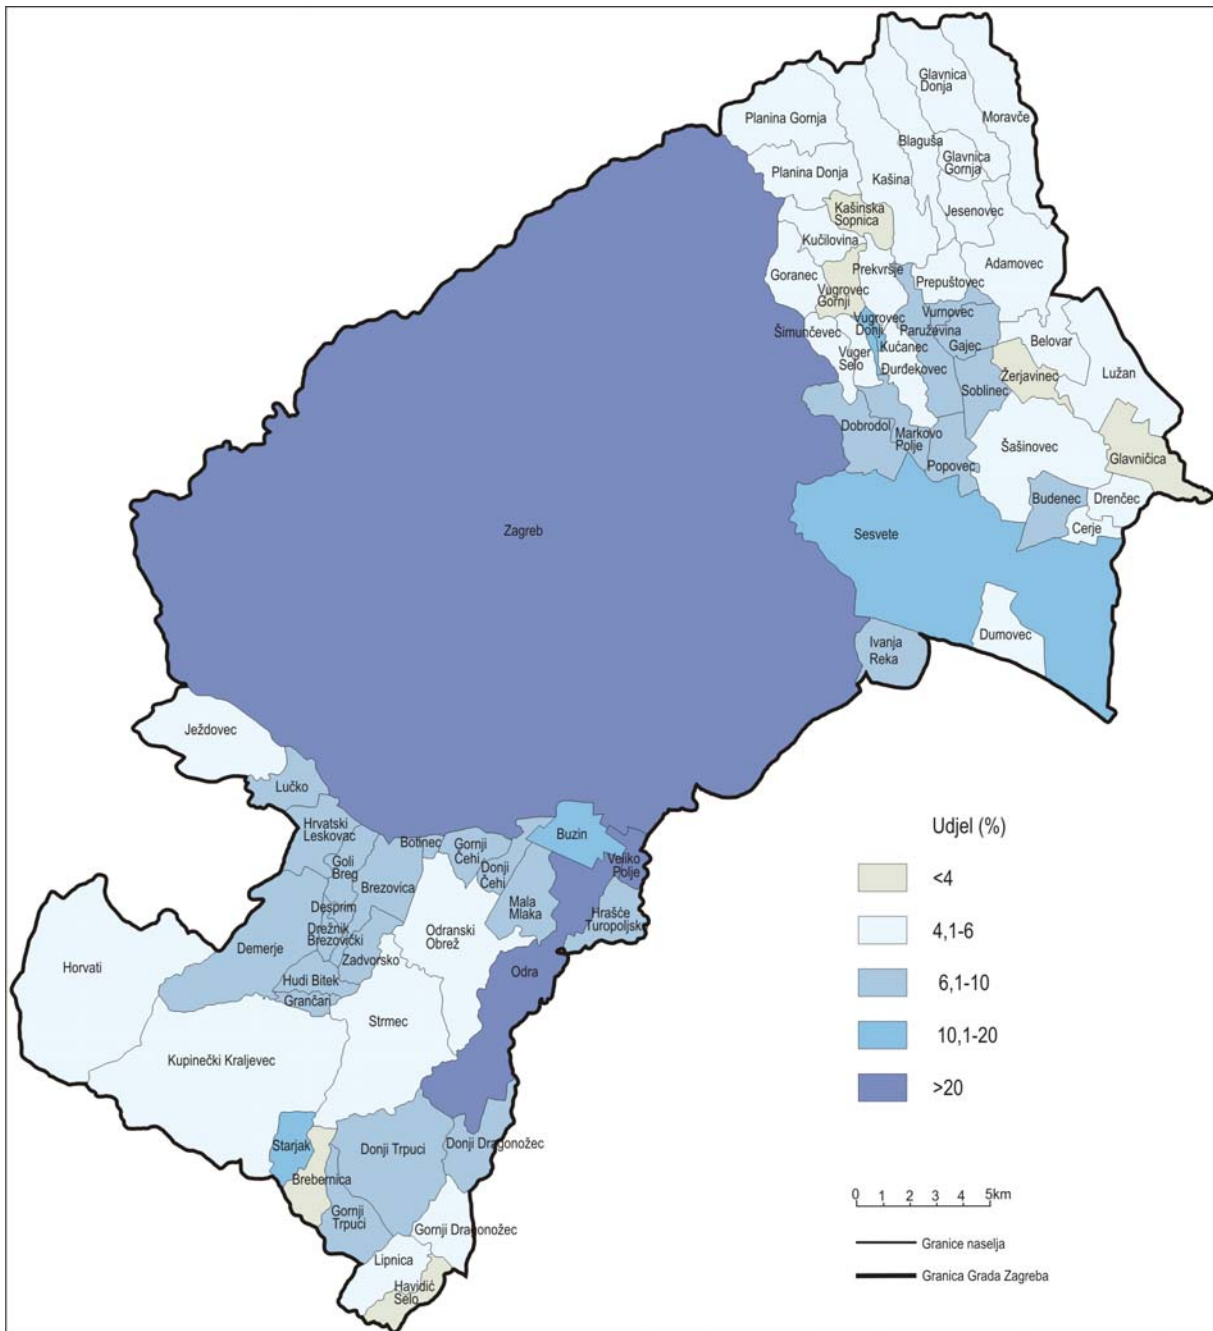 Glavnica
Donja
Planina Gornja
Moravče
Blaguša
Glavnica
Gornja
Planina Donja
Kašina
Kašinska
Sopnica
Jesenovec
Kučilovina
Adamovec
Goranec
Prekvršje
Prepuštovec
Vugrovec
Gornji
Vugrovec
Donji
Vurnovec
Paruževina
Šimunčevec
Kućanec
Gajec
Belovar
Vuger
Selo
Đurđekovec
Žerjavinec
Lužan
Soblinec
Dobrodol
Markovo
Polje
Šašinovec
Glavničica
Popovec
Budenec
Drenčec
Cerje
Zagreb
Sesvete
Dumovec
Ivanja
Reka
Ježdovec
Lučko
Hrvatski
Leskovac
Botinec
Gornji
Čehi
Buzin
Goli
Breg
Donji
Čehi
Veliko
Polje
Brezovica
Mala
Mlaka
Desprim
Hrašće
Turopoljsko
Drežnik
Brezovički
Odranski
Obrež
Demerje
Zadvorsko
Horvati
Odra
Hudi Bitek
Grančari
Strmec
Kupinečki Kraljevec
Starjak
Donji Trpuci
Donji Dragonožec
Brebernica
Gornji
Trpuci
Gornji Dragonožec
Lipnica
Havidić
Selo
Udjel (%)
<4
4,1-6
6,1-10
10,1-20
>20
0 1 2 3 4 5km
Granice naselja
Granica Grada Zagreba